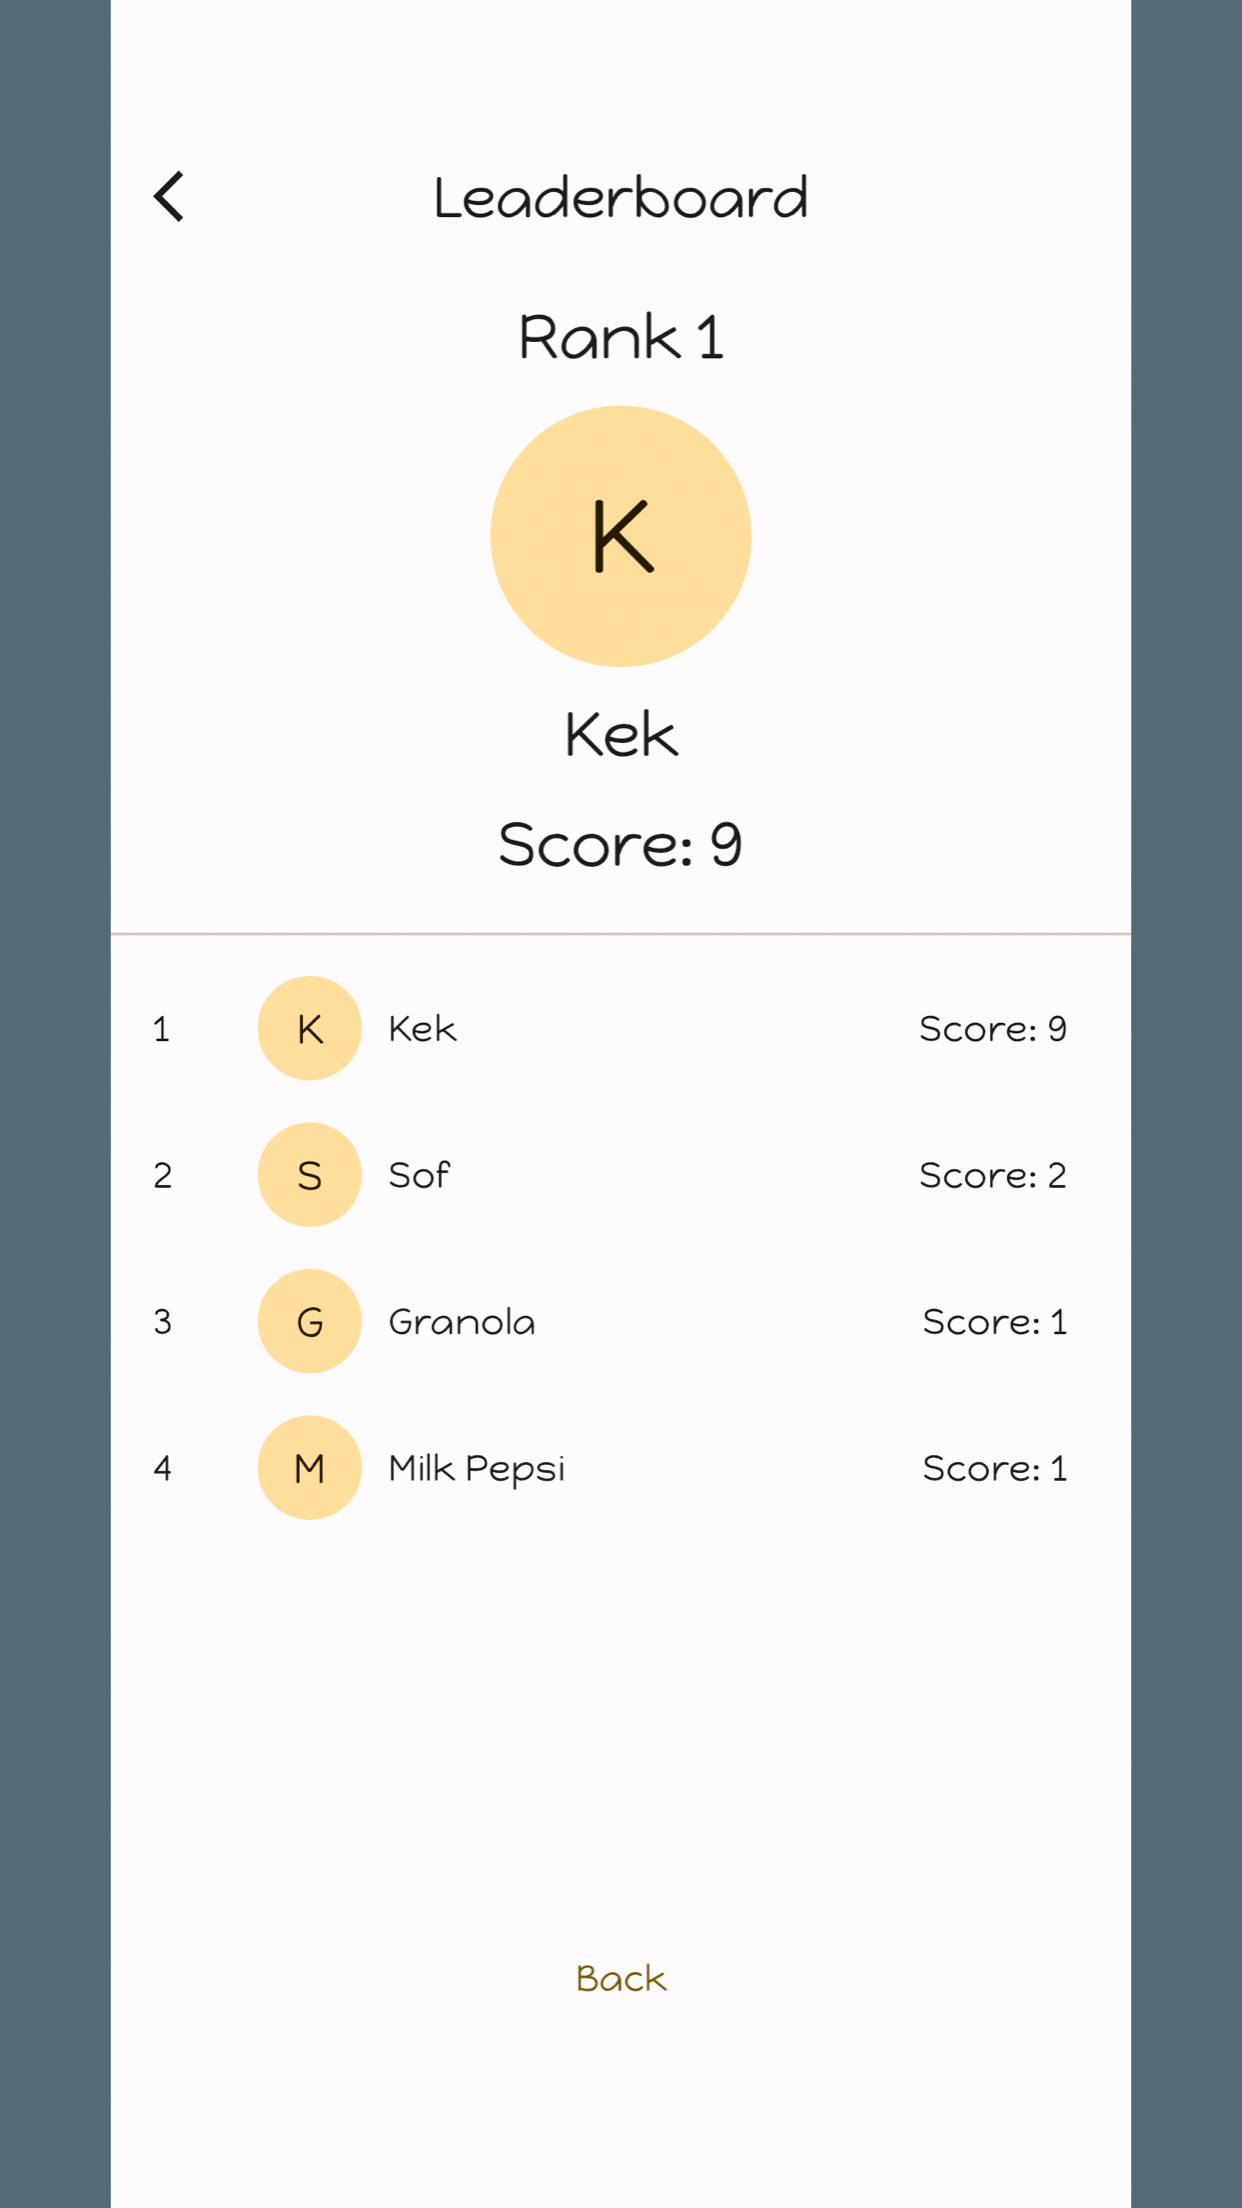 Leaderboard
Rank 1
K
Kek
Score: 9
1 K Kek Score: 9
2 S Sof Score: 2
3 G Granola Score: 1
4 M Milk Pepsi Score: 1
Back